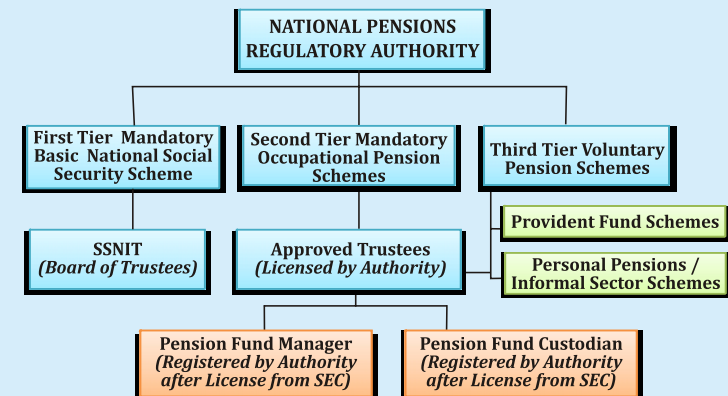 NATIONAL PENSIONS
REGULATORY AUTHORITY
First Tier Mandatory
Basic National Social
Security Scheme
Second Tier Mandatory
Occupational Pension
Schemes
Third Tier Voluntary
Pension Schemes
Provident Fund Schemes
Personal Pensions /
Informal Sector Schemes
SSNIT
(Board of Trustees)
Approved Trustees
(Licensed by Authority)
Pension Fund Manager
(Registered by Authority
after License from SEC)
Pension Fund Custodian
(Registered by Authority
after License from SEC)